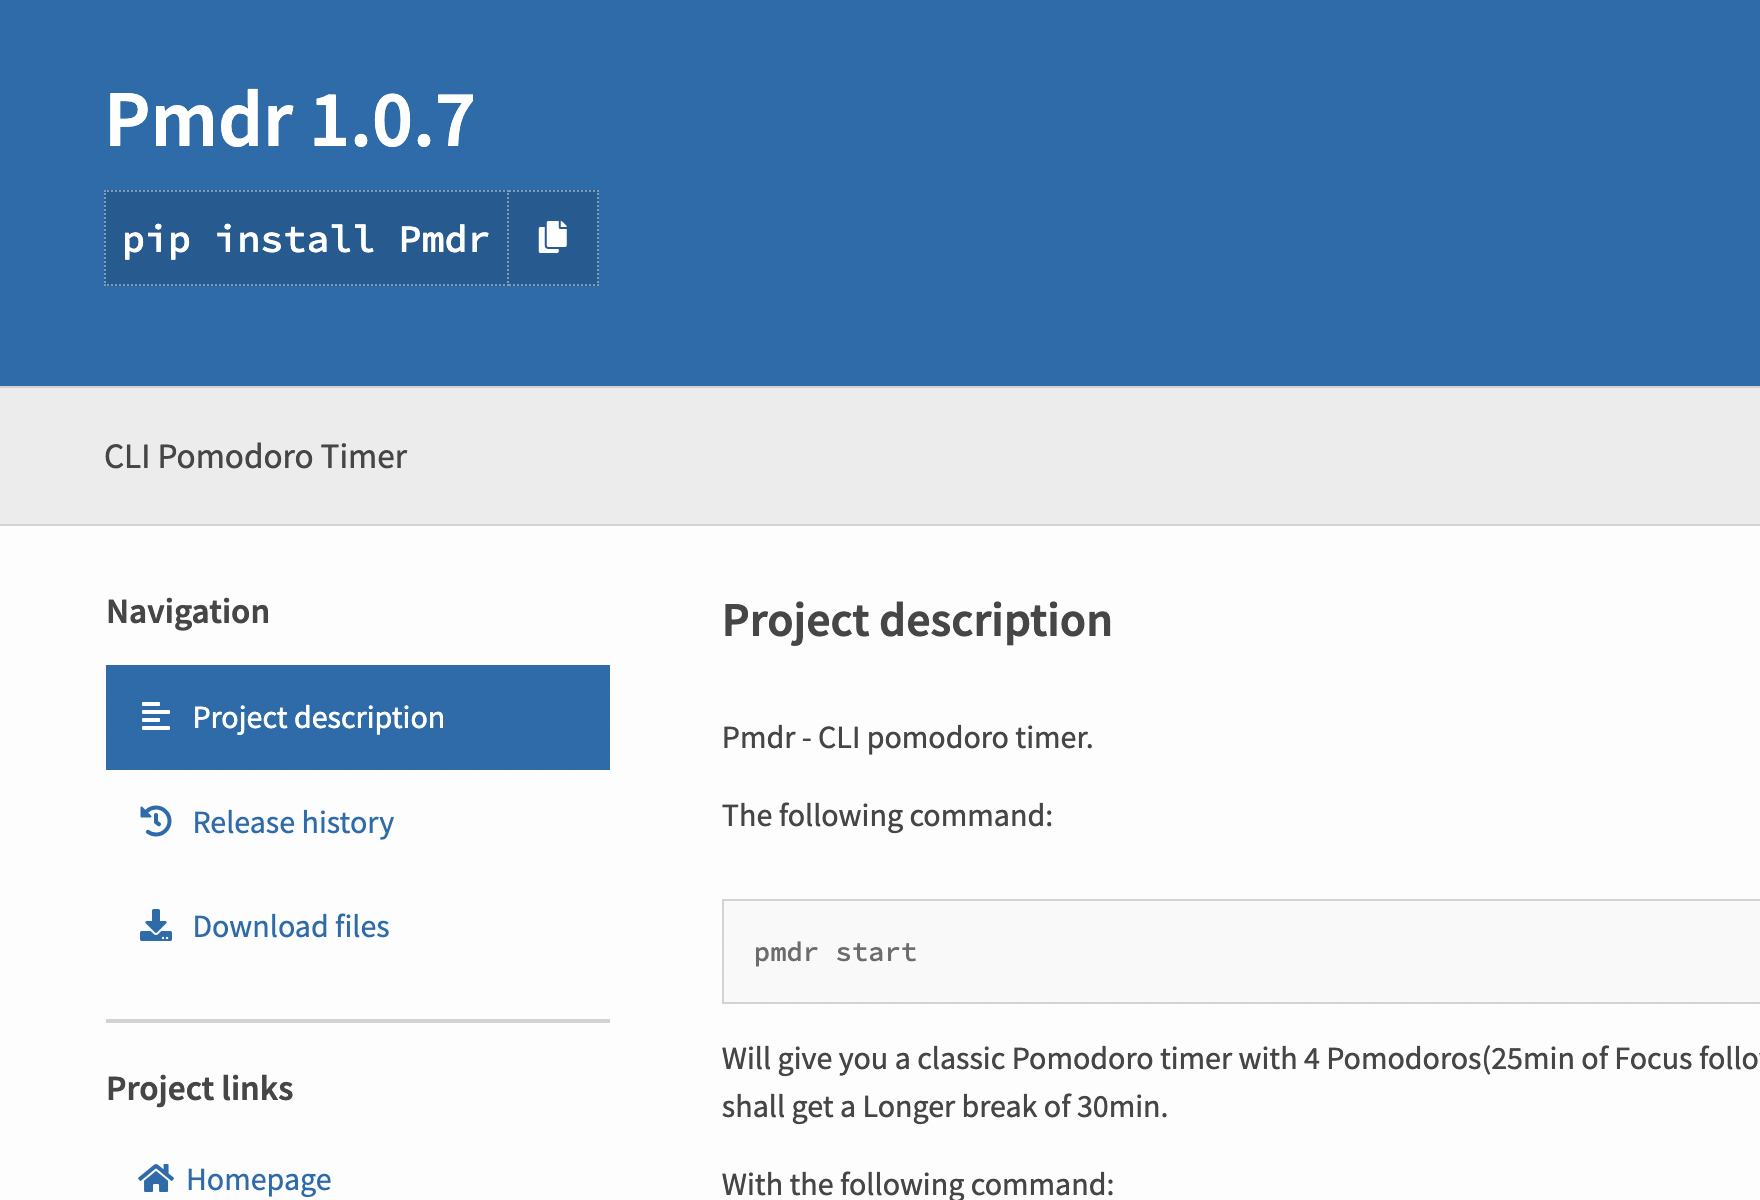 Pmdr 1.0.7
pip install Pmdr
CLI Pomodoro Timer
Navigation
Project description
Release history
Download files
Project links
Homepage
Project description
Pmdr - CLI pomodoro timer.
The following command:
pmdr start
Will give you a classic Pomodoro timer with 4 Pomodoros(25min of Focus
shall get a Longer break of 30min.
With the following command: